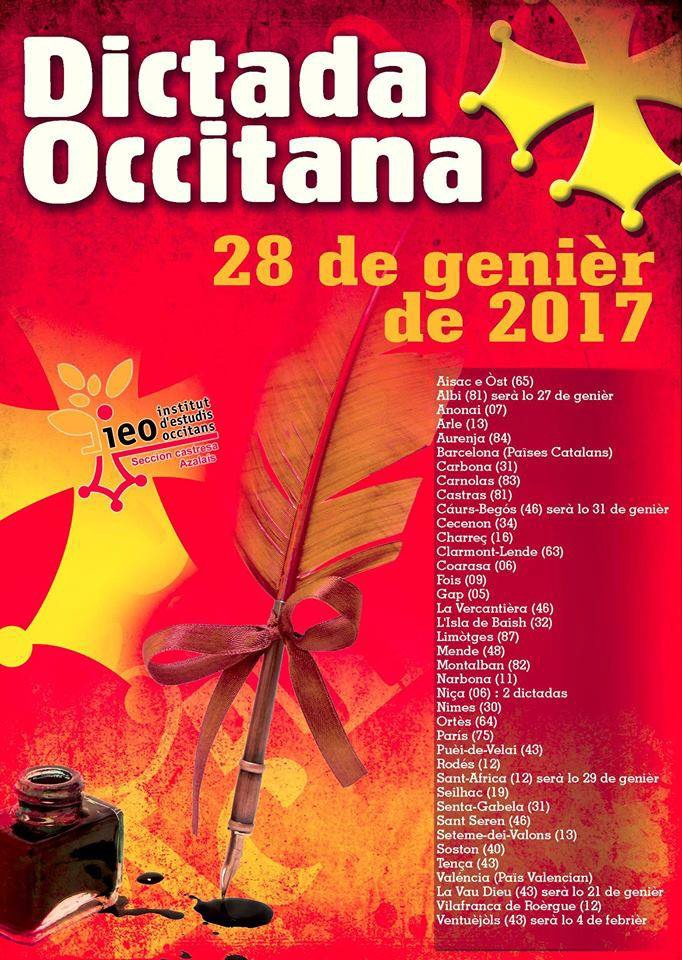 Dictada
Occitana
28 de genièr
de 2017
ieo
institut
d'estudis
occitans
Seccion castresa
Azalaïs
Aisac e Òst (65)
Albi (81) serà lo 27 de genièr
Anonai (07)
Arle (13)
Aurenja (84)
Barcelona (Països Catalans)
Carbona (31)
Carnolas (83)
Castras (81)
Cáurs-Begós (46) serà lo 31 de genièr
Cecenon (34)
Charreç (16)
Clarmont-Lende (63)
Coarasa (06)
Fois (09)
Gap (05)
La Vercantièra (46)
L'Isla de Baish (32)
Limòtges (87)
Mende (48)
Montalban (82)
Narbona (11)
Niça (06) : 2 dictadas
Nimes (30)
Ortès (64)
París (75)
Puèi-de-Velai (43)
Rodés (12)
Sant-Africa (12) serà lo 29 de genièr
Seilhac (19)
Senta-Gabela (31)
Sant Seren (46)
Seteme-dei-Valons (13)
Soston (40)
Tença (43)
Valéncia (Païs Valencian)
La Vau Dieu (43) serà lo 21 de genièr
Vilafranca de Roèrgue (12)
Ventuèjòls (43) serà lo 4 de febrièr